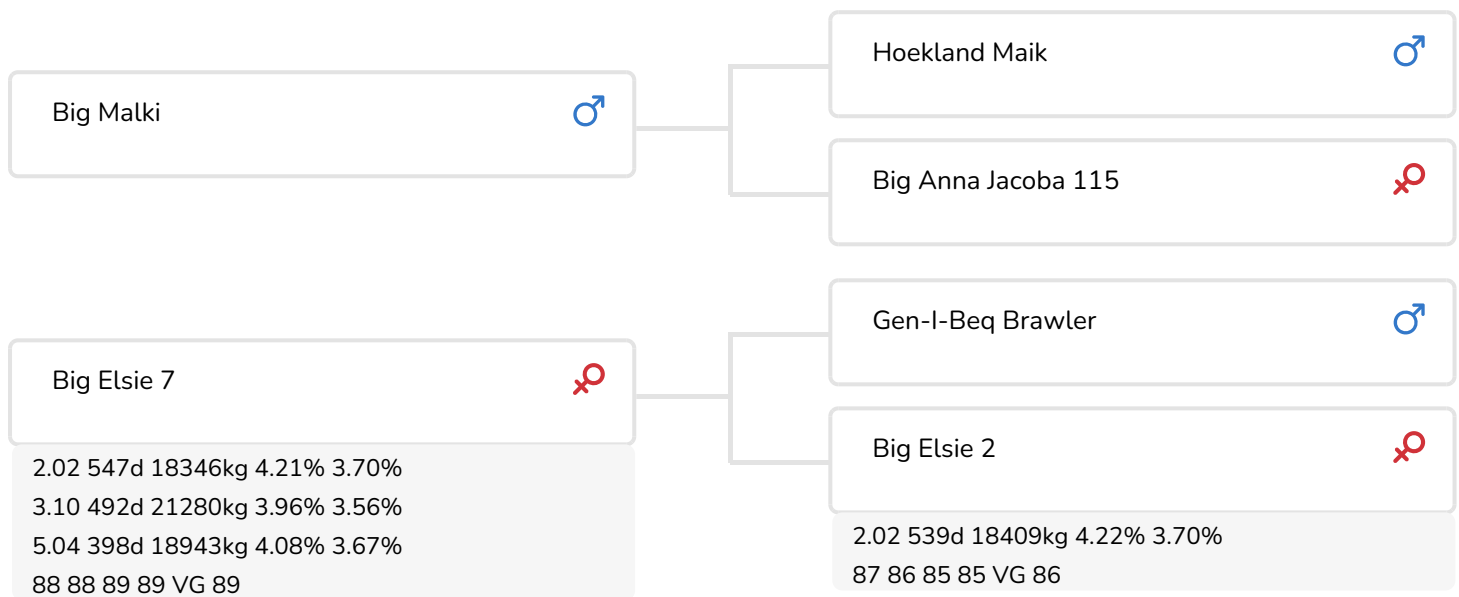 Big Malki
Hoekland Maik
Big Anna Jacoba 115
Big Elsie 7
2.02 547d 18346kg 4.21% 3.70%
3.10 492d 21280kg 3.96% 3.56%
5.04 398d 18943kg 4.08% 3.67%
88 88 89 89 VG 89
Gen-I-Beq Brawler
Big Elsie 2
2.02 539d 18409kg 4.22% 3.70%
87 86 85 85 VG 86